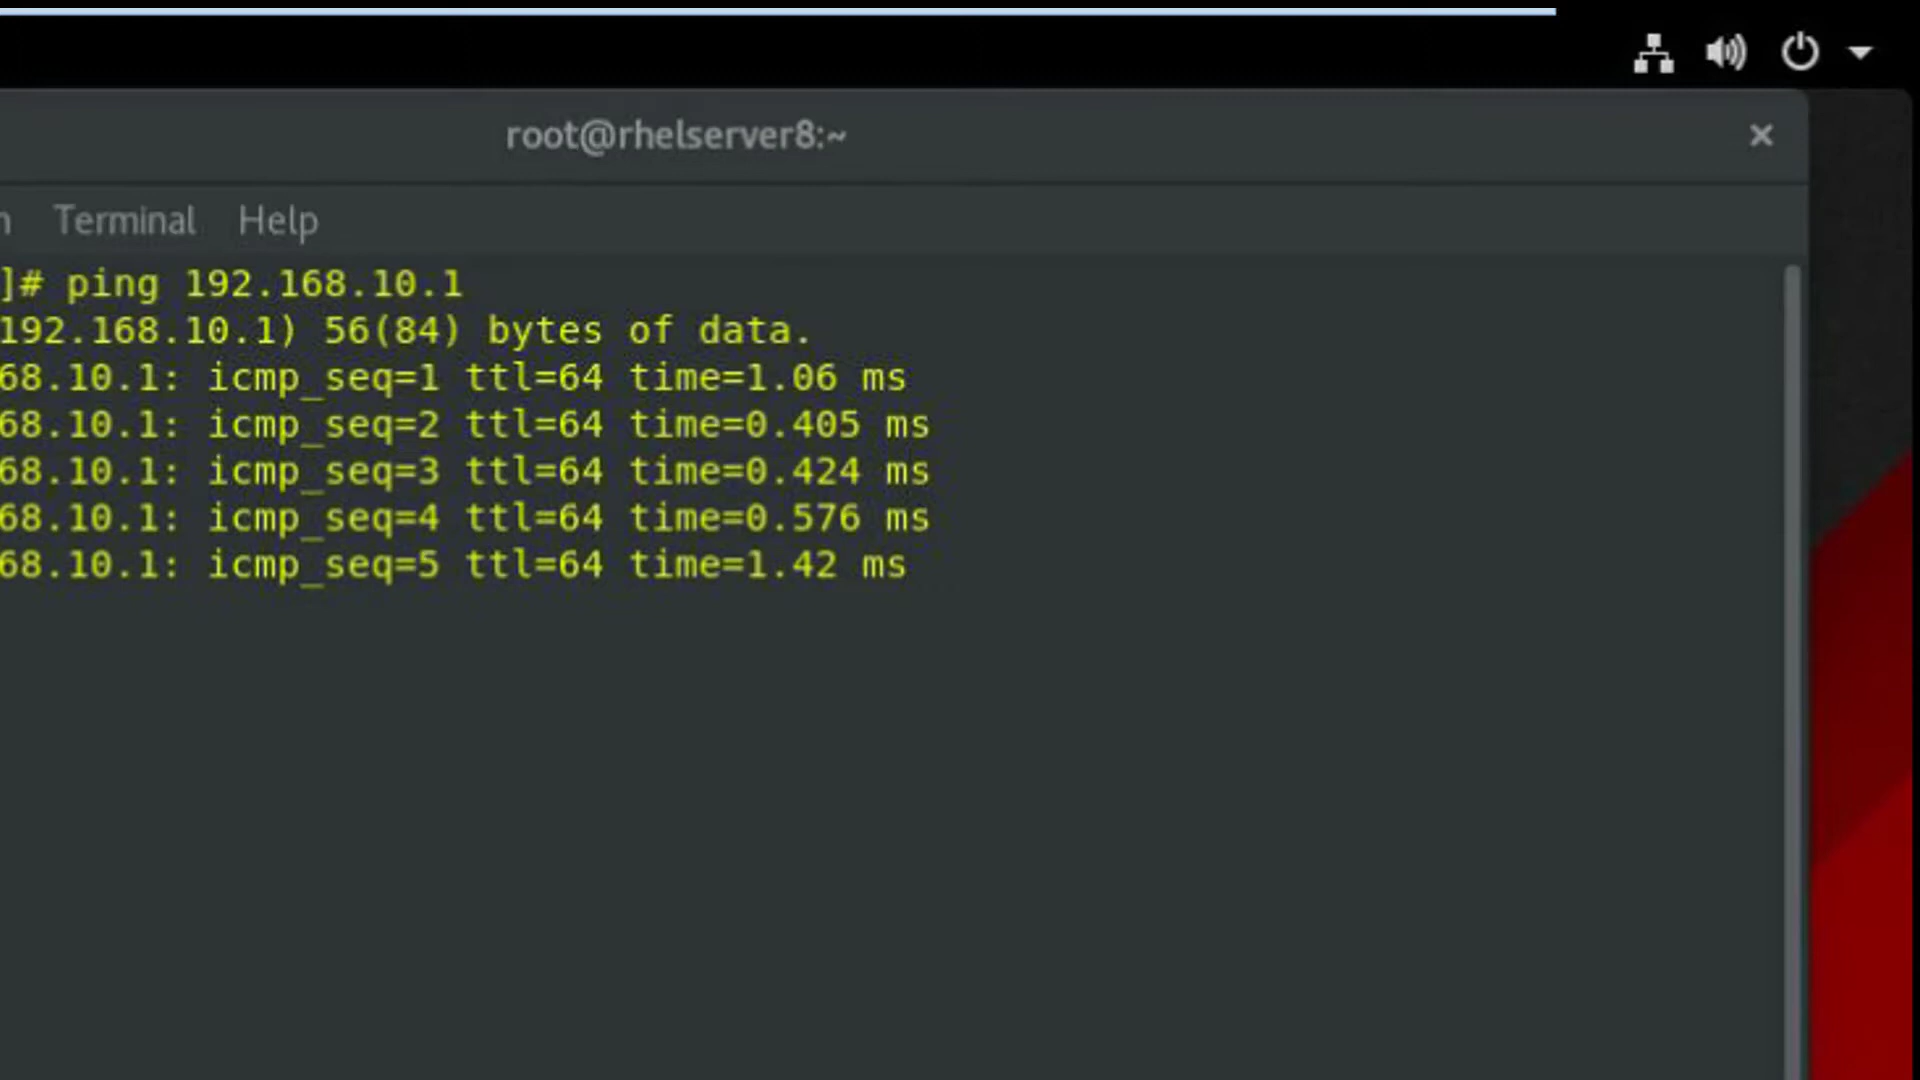 root@rhelserver8:~
Terminal Help
]# ping 192.168.10.1
192.168.10.1) 56(84) bytes of data.
68.10.1: icmp_seq=1 ttl=64 time=1.06 ms
68.10.1: icmp_seq=2 ttl=64 time=0.405 ms
68.10.1: icmp_seq=3 ttl=64 time=0.424 ms
68.10.1: icmp_seq=4 ttl=64 time=0.576 ms
68.10.1: icmp_seq=5 ttl=64 time=1.42 ms